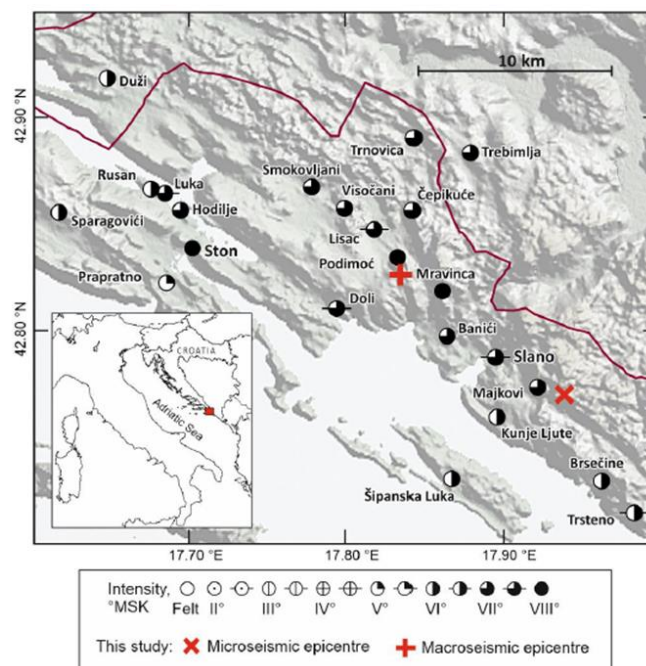 10 km
42.90 N
42.80 N
Duži
Trnovica
Trebimlja
Smokovljani
Rusan
Luka
Visočani
Čepikuće
Hodilje
Sparagovići
Lisac
Ston
Podimoć
Prapratno
Mravinca
Doli
Banići
Slano
Majkovi
Kunje Ljute
Brsečine
Šipanska Luka
Trsteno
CROATIA
Adriatic Sea
17.70 E 17.80 E 17.90 E
Intensity,
°MSK Felt II° III° IV° V° VI° VII° VIII°
This study: Microseismic epicentre Macroseismic epicentre